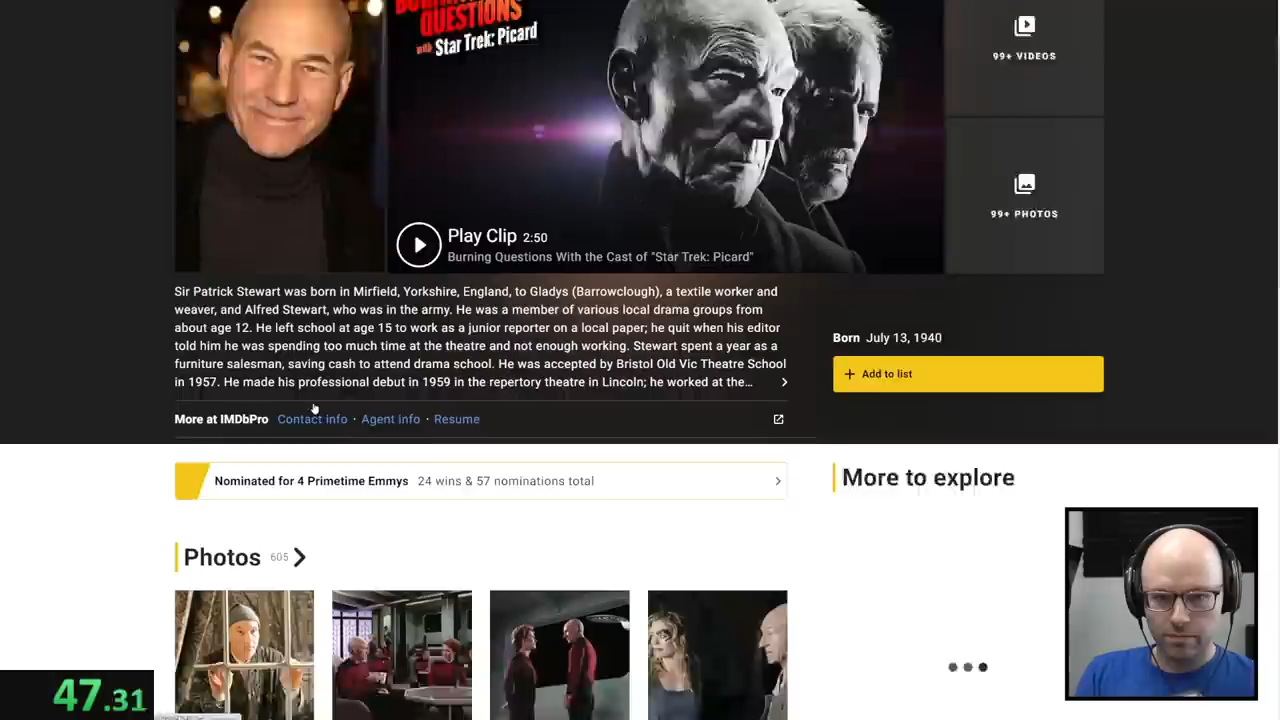 QUESTIONS
with Star Trek: Picard
99+ VIDEOS
99+ PHOTOS
Play Clip 2:50
Burning Questions With the Cast of "Star Trek: Picard"
Sir Patrick Stewart was born in Mirfield, Yorkshire, England, to Gladys (Barrowclough), a textile worker and
weaver, and Alfred Stewart, who was in the army. He was a member of various local drama groups from
about age 12. He left school at age 15 to work as a junior reporter on a local paper; he quit when his editor
told him he was spending too much time at the theatre and not enough working. Stewart spent a year as a
furniture salesman, saving cash to attend drama school. He was accepted by Bristol Old Vic Theatre School
in 1957. He made his professional debut in 1959 in the repertory theatre in Lincoln; he worked at the...
Born July 13, 1940
+ Add to list
More at IMDbPro Contact info · Agent info · Resume
Nominated for 4 Primetime Emmys 24 wins & 57 nominations total
More to explore
Photos 605
47.31